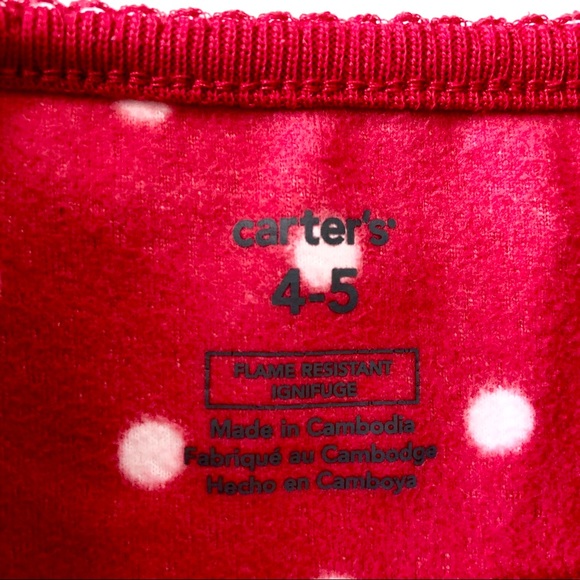 carter's
4-5
FLAME RESISTANT
IGNIFUGE
Made in Cambodia
Fabriqué au Cambodge
Hecho en Camboya